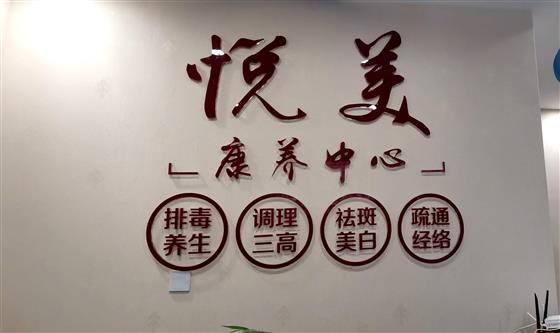 悦美
康养中心
排毒 调理 祛斑 疏通
养生 三高 美白 经络